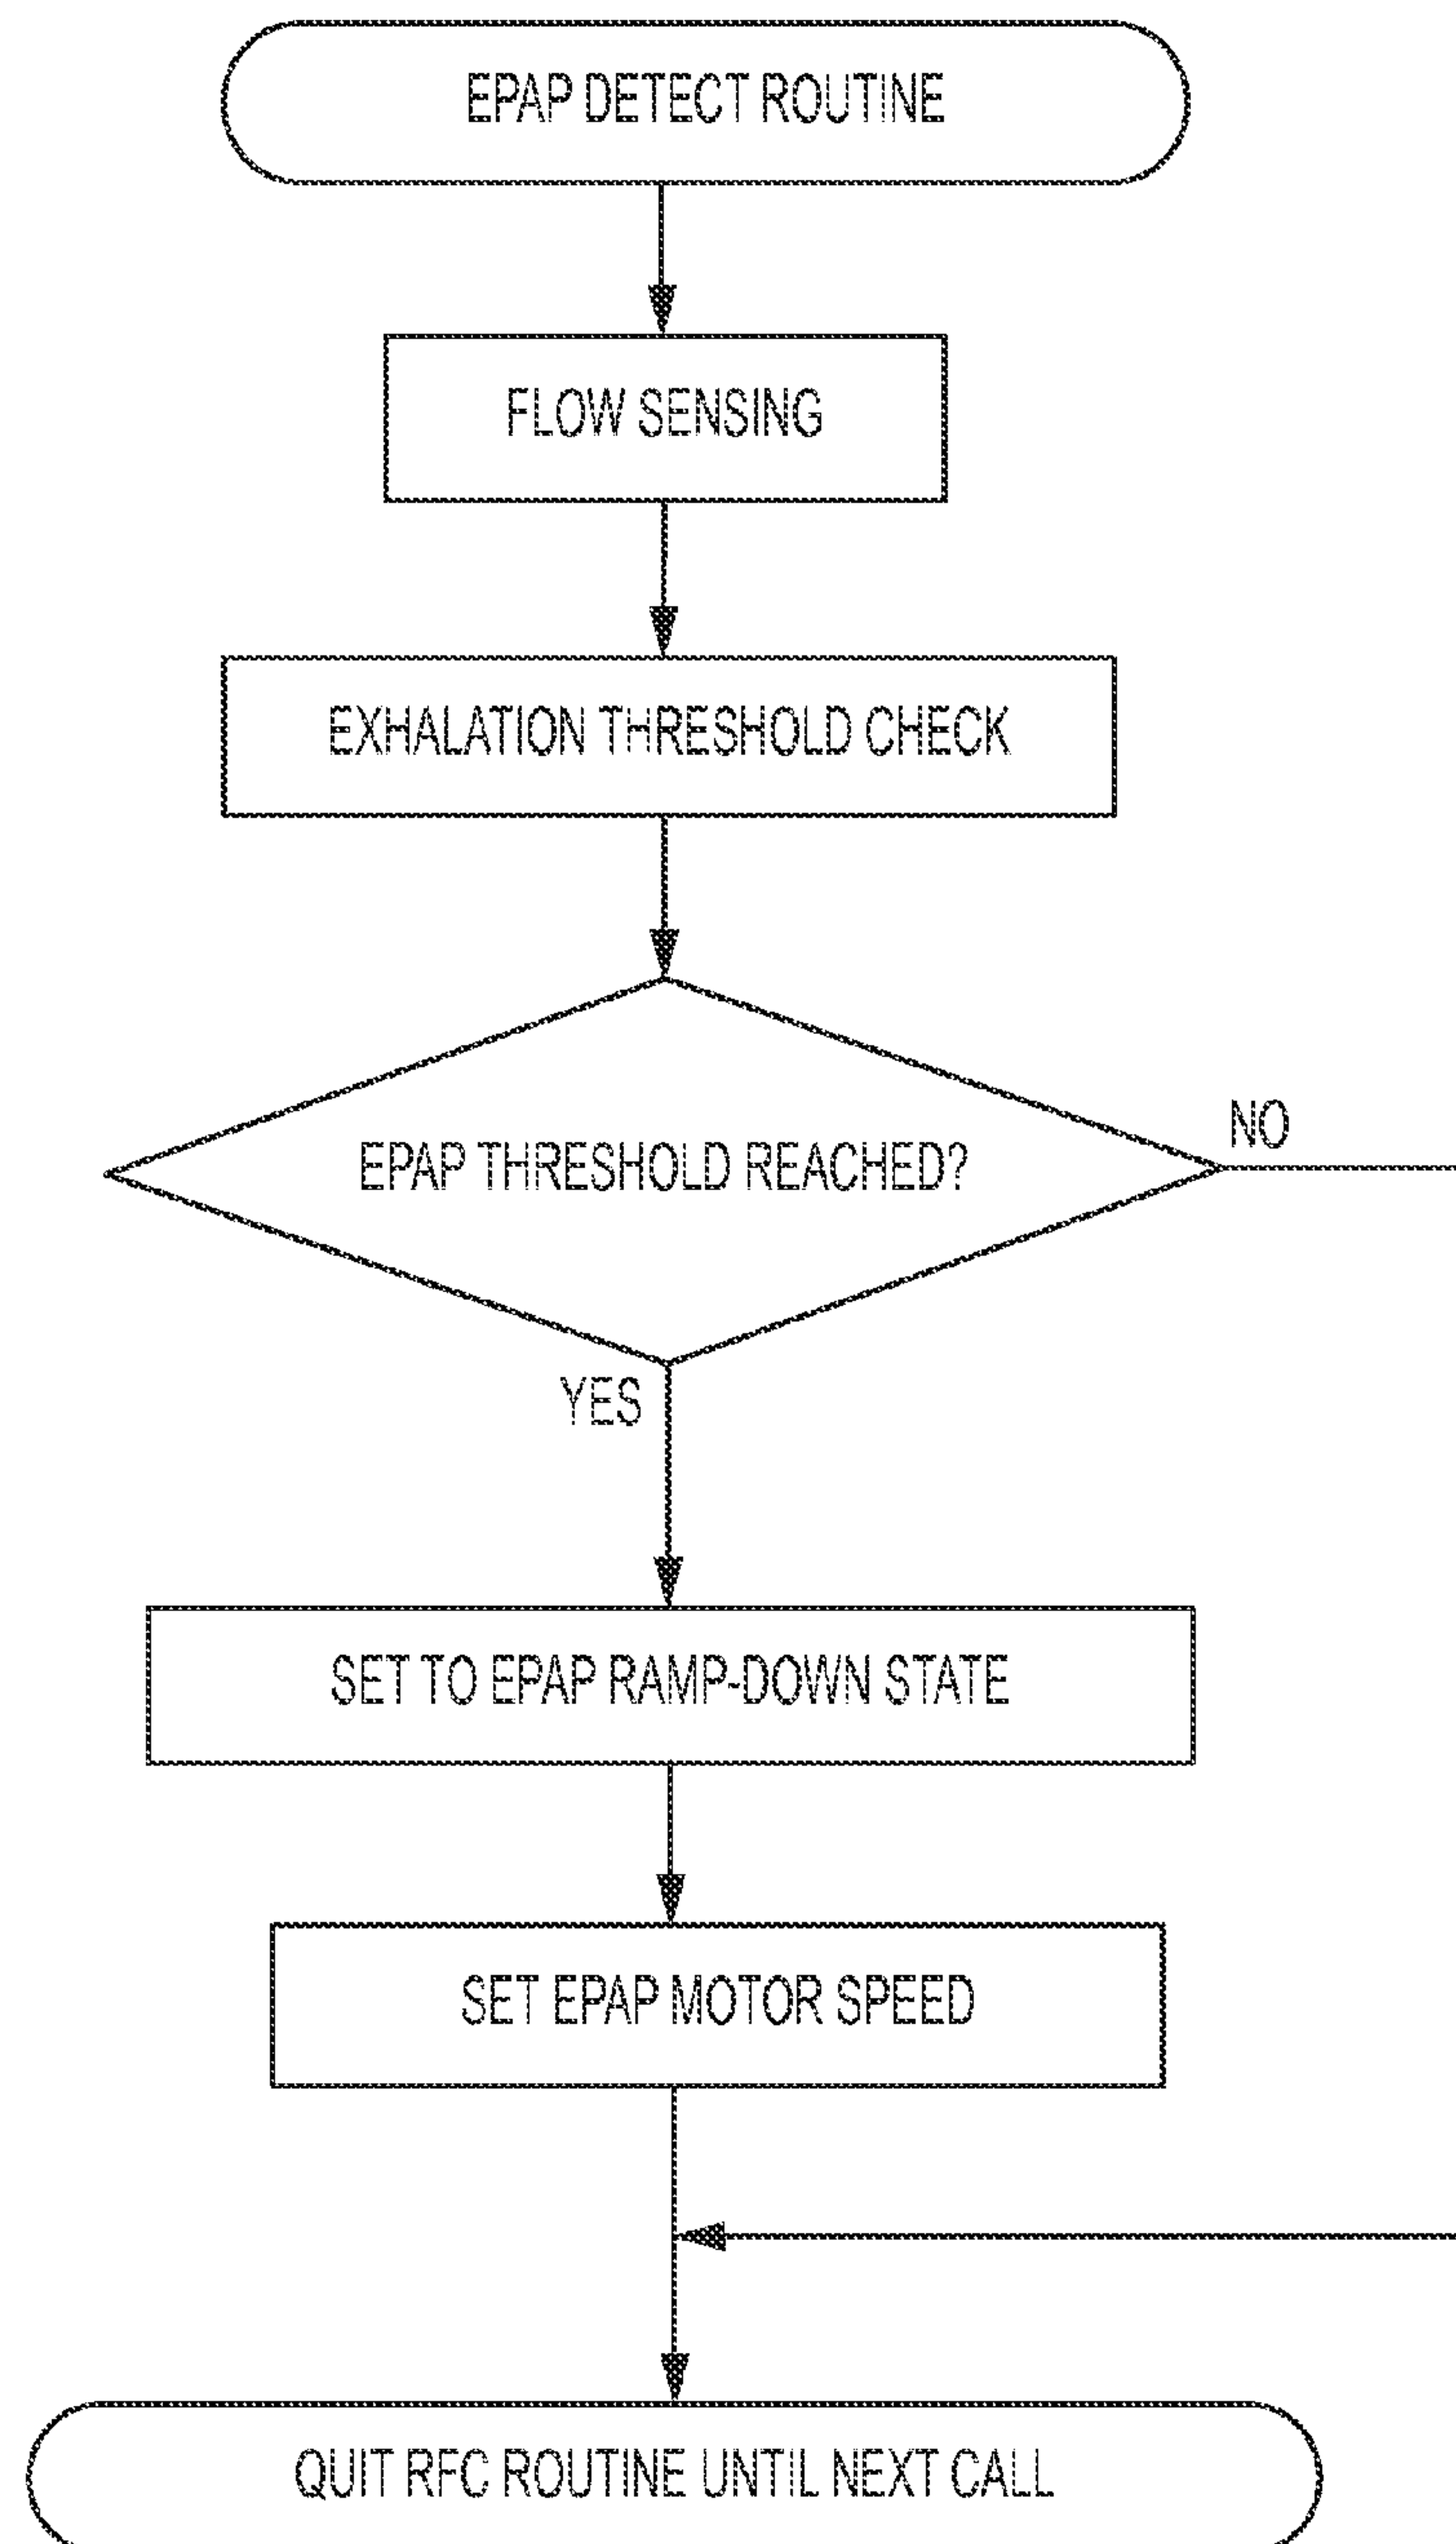 EPAP DETECT ROUTINE
FLOW SENSING
EXHALATION THRESHOLD CHECK
EPAP THRESHOLD REACHED?
NO
YES
SET TO EPAP RAMP-DOWN STATE
SET EPAP MOTOR SPEED
QUIT RFC ROUTINE UNTIL NEXT CALL